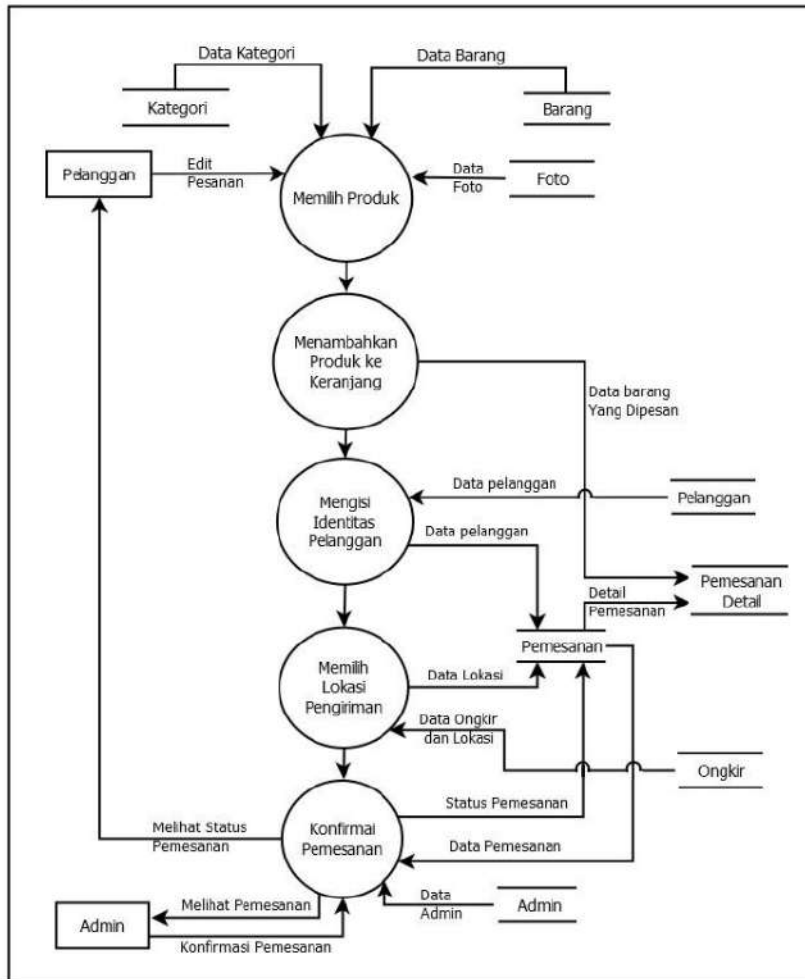 Data Kategori
Data Barang
Kategori
Barang
Pelanggan
Edit
Pesanan
Memilih Produk
Data
Foto
Foto
Menambahkan
Produk ke
Keranjang
Data barang
Yang Dipesan
Mengisi
Identitas
Pelanggan
Data pelanggan
Pelanggan
Data pelanggan
Pemesanan
Detail
Detail
Pemesanan
Pemesanan
Memilih
Lokasi
Pengiriman
Data Lokasi
Data Ongkir
dan Lokasi
Ongkir
Melihat Status
Pemesanan
Konfirmai
Pemesanan
Status Pemesanan
Data Pemesanan
Admin
Melihat Pemesanan
Konfirmasi Pemesanan
Data
Admin
Admin